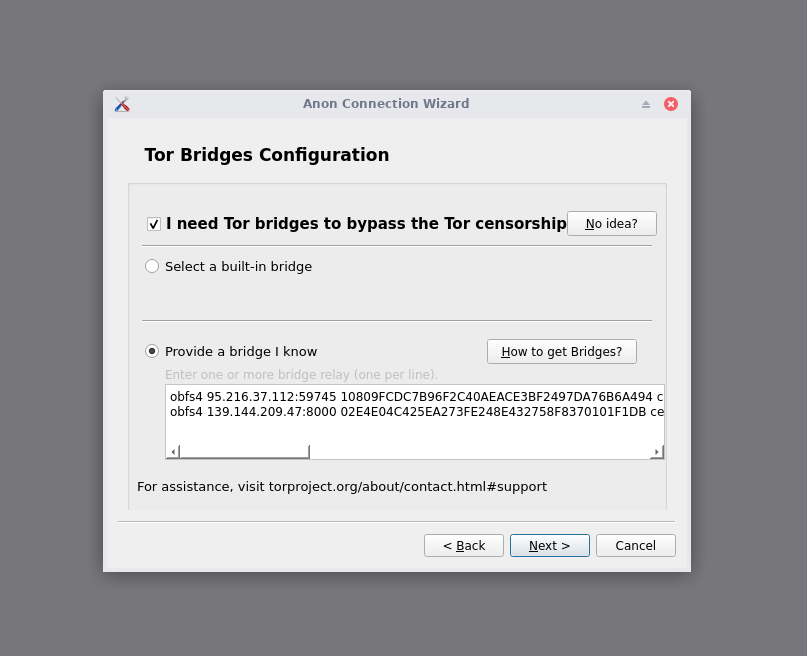 Anon Connection Wizard
Tor Bridges Configuration
I need Tor bridges to bypass the Tor censorship
No idea?
Select a built-in bridge
Provide a bridge I know
How to get Bridges?
Enter one or more bridge relay (one per line).
obfs4 95.216.37.112:59745 10809FCDC7B96F2C40AEACE3BF2497DA76B6A494 c
obfs4 139.144.209.47:8000 02E4E04C425EA273FE248E432758F8370101F1DB ce
For assistance, visit torproject.org/about/contact.html#support
< Back
Next >
Cancel